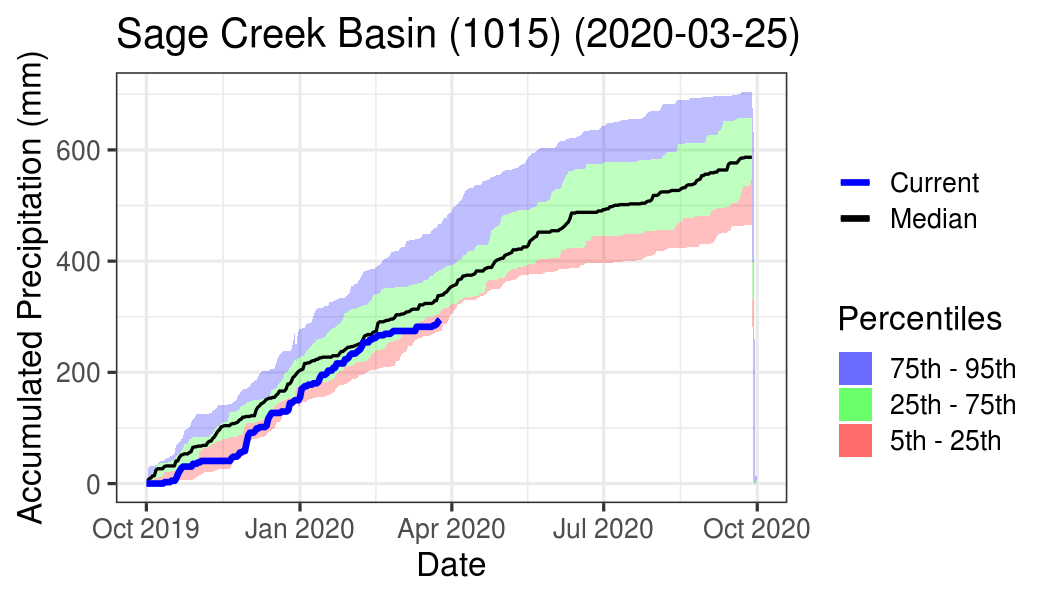 Sage Creek Basin (1015) (2020-03-25)
Accumulated Precipitation (mm)
600
400
200
0
Oct 2019
Jan 2020
Apr 2020
Jul 2020
Oct 2020
Date
Current
Median
Percentiles
75th - 95th
25th - 75th
5th - 25th